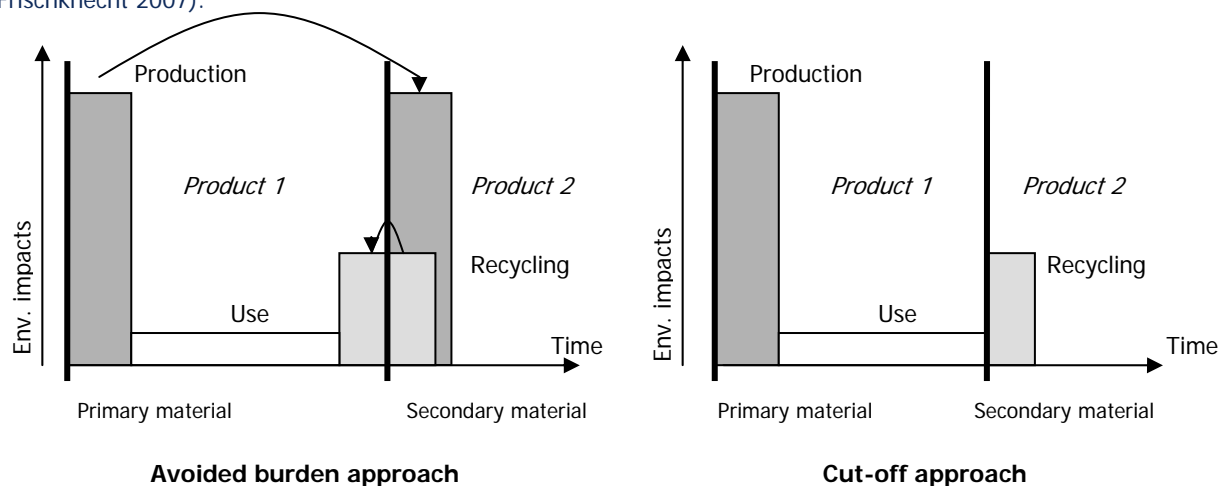 Frischknecht 2007).
Production
Product 1
Product 2
Recycling
Use
Env. impacts
Time
Primary material
Secondary material
Avoided burden approach
Production
Product 1
Product 2
Recycling
Use
Env. impacts
Time
Primary material
Secondary material
Cut-off approach